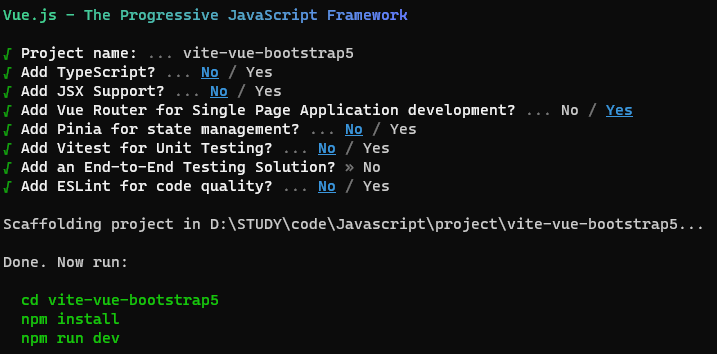 Vue.js - The Progressive JavaScript Framework
√ Project name: ... vite-vue-bootstrap5
√ Add TypeScript? ... No / Yes
√ Add JSX Support? ... No / Yes
√ Add Vue Router for Single Page Application development? ... No / Yes
√ Add Pinia for state management? ... No / Yes
√ Add Vitest for Unit Testing? ... No / Yes
√ Add an End-to-End Testing Solution? » No
√ Add ESLint for code quality? ... No / Yes
Scaffolding project in D:\STUDY\code\Javascript\project\vite-vue-bootstrap5...
Done. Now run:
cd vite-vue-bootstrap5
npm install
npm run dev